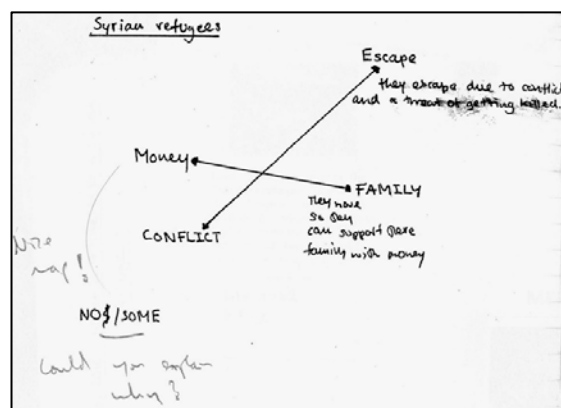 Syrian refugees
Escape
they escape due to conflict
and a threat of getting killed.
Money
FAMILY
They move
so they
can support there
family with money
CONFLICT
Nice
map!
NO$/SOME
Could you explain
why?